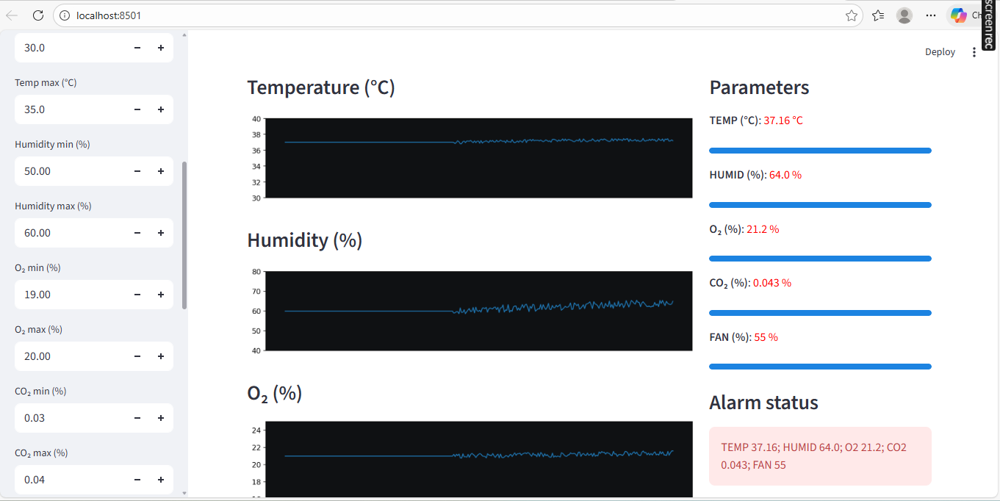 localhost:8501
Ch
screenrec
Deploy
30.0
Temp max (°C)
35.0
Humidity min (%)
50.00
Humidity max (%)
60.00
O₂ min (%)
19.00
O₂ max (%)
20.00
CO₂ min (%)
0.03
CO₂ max (%)
0.04
Temperature (°C)
40
38
36
34
32
30
Humidity (%)
80
70
60
50
40
O₂ (%)
24
22
20
18
Parameters
TEMP (°C): 37.16 °C
HUMID (%): 64.0 %
O₂ (%): 21.2 %
CO₂ (%): 0.043 %
FAN (%): 55 %
Alarm status
TEMP 37.16; HUMID 64.0; O2 21.2; CO2
0.043; FAN 55